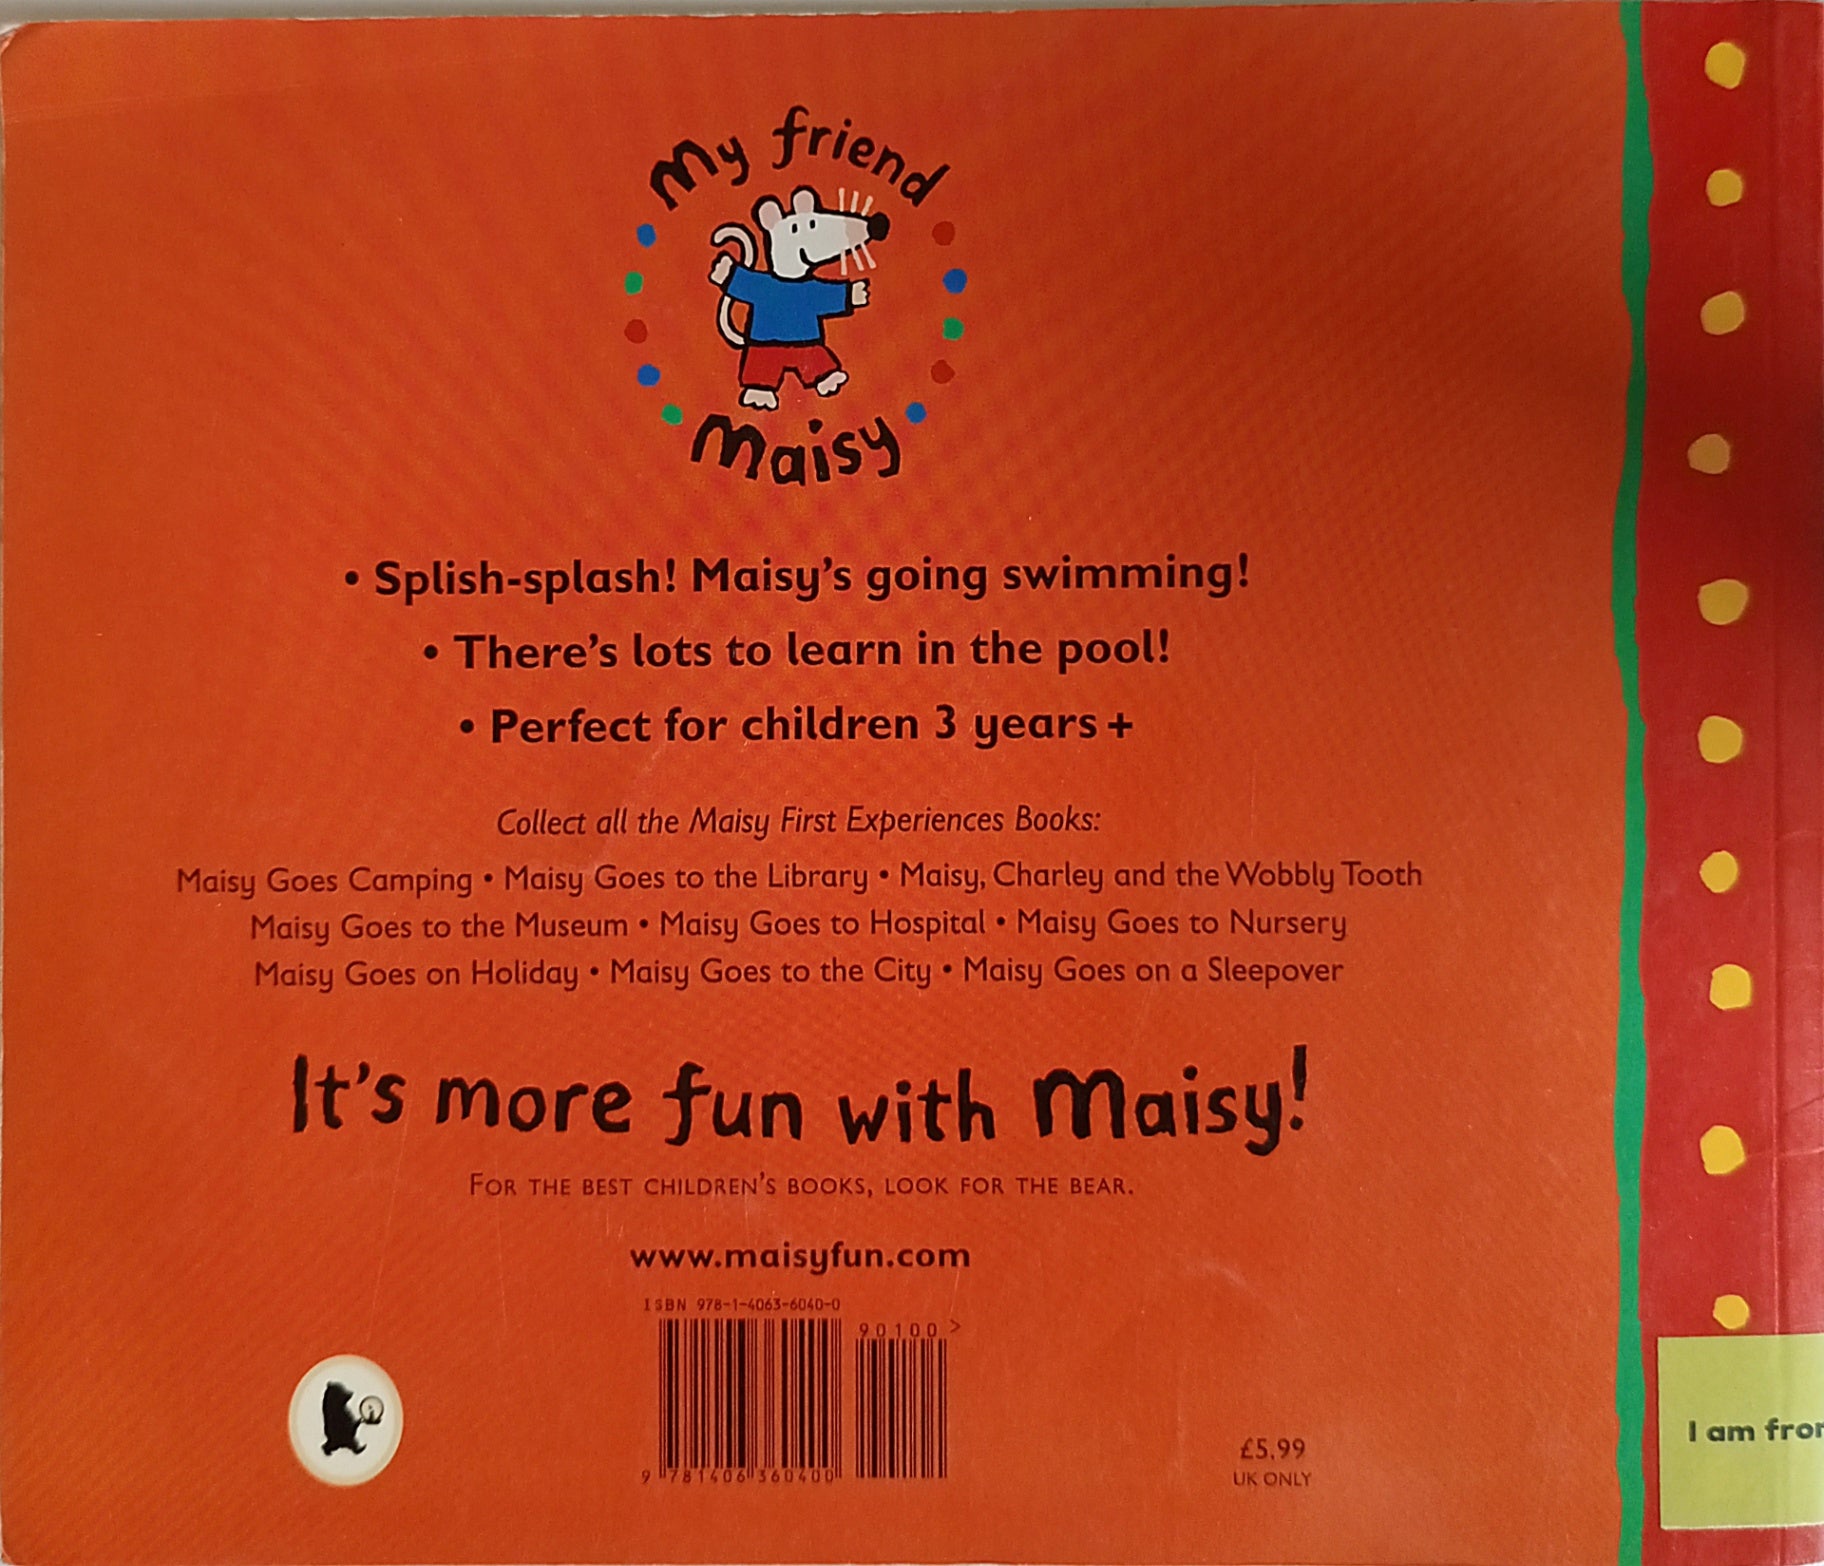 My friend
Maisy
• Splish-splash! Maisy's going swimming!
• There's lots to learn in the pool!
• Perfect for children 3 years +
Collect all the Maisy First Experiences Books:
Maisy Goes Camping • Maisy Goes to the Library • Maisy, Charley and the Wobbly Tooth
Maisy Goes to the Museum • Maisy Goes to Hospital • Maisy Goes to Nursery
Maisy Goes on Holiday • Maisy Goes to the City • Maisy Goes on a Sleepover
It's more fun with Maisy!
FOR THE BEST CHILDREN'S BOOKS, LOOK FOR THE BEAR.
www.maisyfun.com
ISBN 978-1-4063-6040-0
90100 >
9 781406 360400
£5.99
UK ONLY
I am from